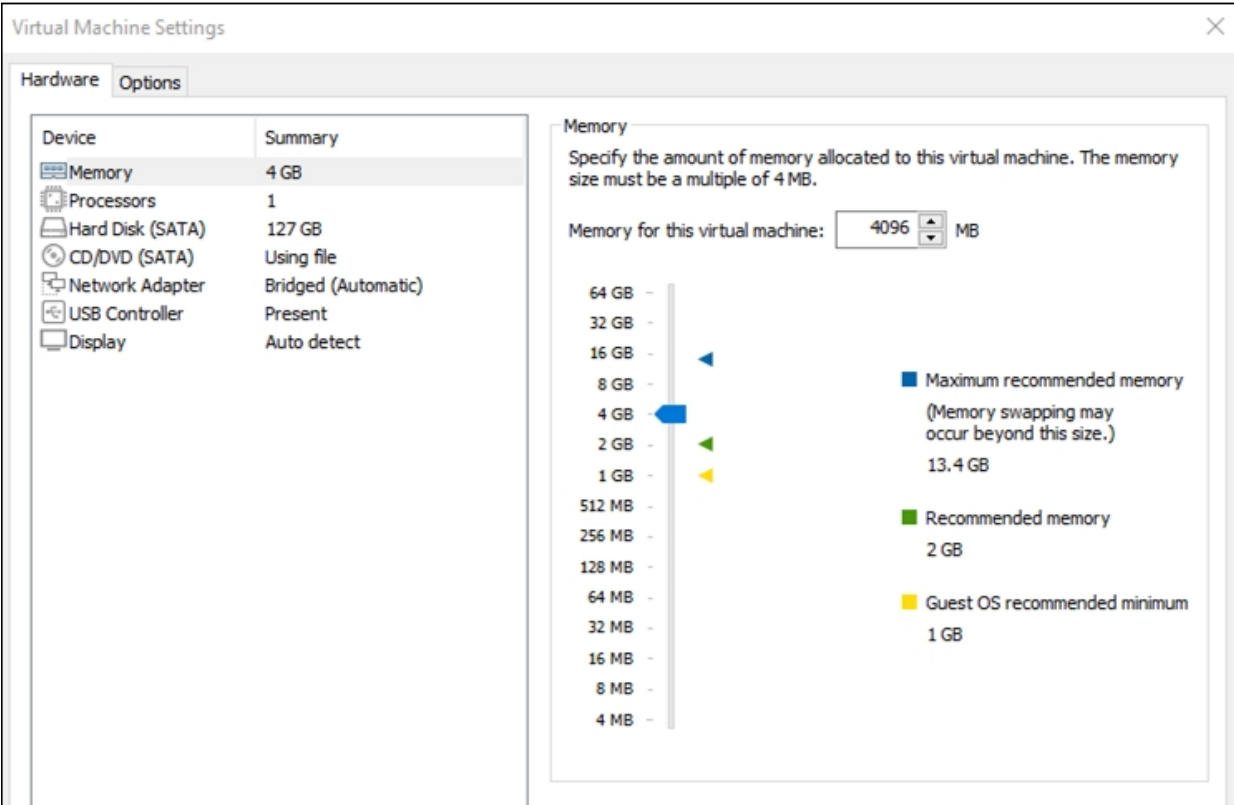 Virtual Machine Settings
Hardware
Options
Device Summary
Memory 4 GB
Processors 1
Hard Disk (SATA) 127 GB
CD/DVD (SATA) Using file
Network Adapter Bridged (Automatic)
USB Controller Present
Display Auto detect
Memory
Specify the amount of memory allocated to this virtual machine. The memory
size must be a multiple of 4 MB.
Memory for this virtual machine: 4096 MB
64 GB
32 GB
16 GB
8 GB
4 GB
2 GB
1 GB
512 MB
256 MB
128 MB
64 MB
32 MB
16 MB
8 MB
4 MB
Maximum recommended memory
(Memory swapping may
occur beyond this size.)
13.4 GB
Recommended memory
2 GB
Guest OS recommended minimum
1 GB